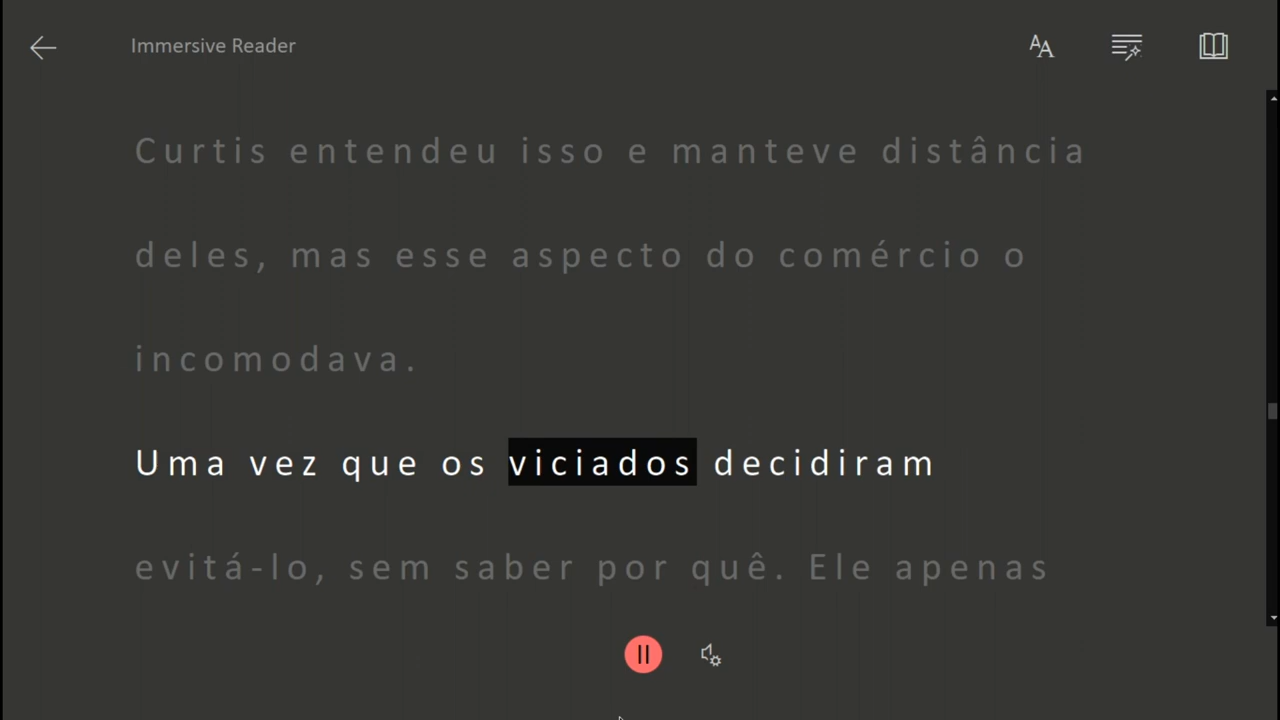 Immersive Reader
Curtis entendeu isso e manteve distância
deles, mas esse aspecto do comércio o
incomodava.
Uma vez que os viciados decidiram
evitá-lo, sem saber por quê. Ele apenas